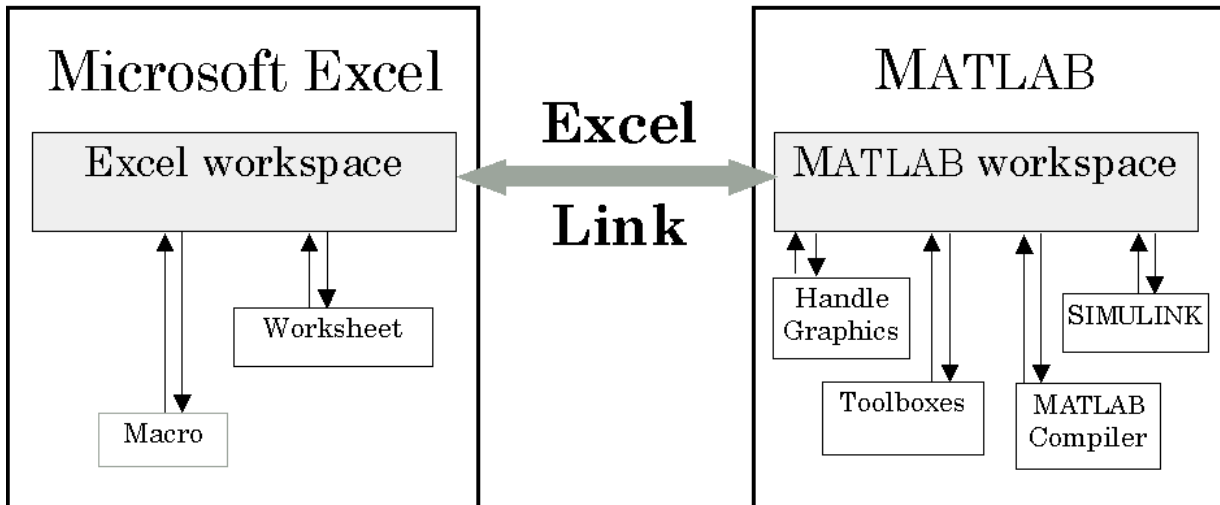 Microsoft Excel
Excel workspace
Worksheet
Macro
Excel
Link
MATLAB
MATLAB workspace
Handle
Graphics
Toolboxes
MATLAB
Compiler
SIMULINK